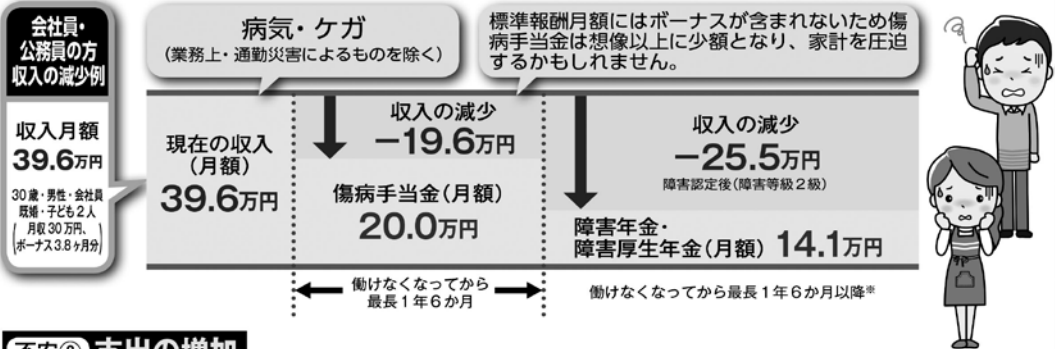 会社員・
公務員の方
収入の減少例
収入月額
39.6万円
30歳・男性・会社員
既婚・子ども2人
月収30万円、
ボーナス3.8ヶ月分
病気・ケガ
(業務上・通勤災害によるものを除く)
標準報酬月額にはボーナスが含まれないため傷
病手当金は想像以上に少額となり、家計を圧迫
するかもしれません。
現在の収入
(月額)
39.6万円
収入の減少
−19.6万円
傷病手当金(月額)
20.0万円
収入の減少
−25.5万円
障害認定後(障害等級2級)
障害年金・
障害厚生年金(月額) 14.1万円
働けなくなってから
最長1年6か月
働けなくなってから最長1年6か月以降※